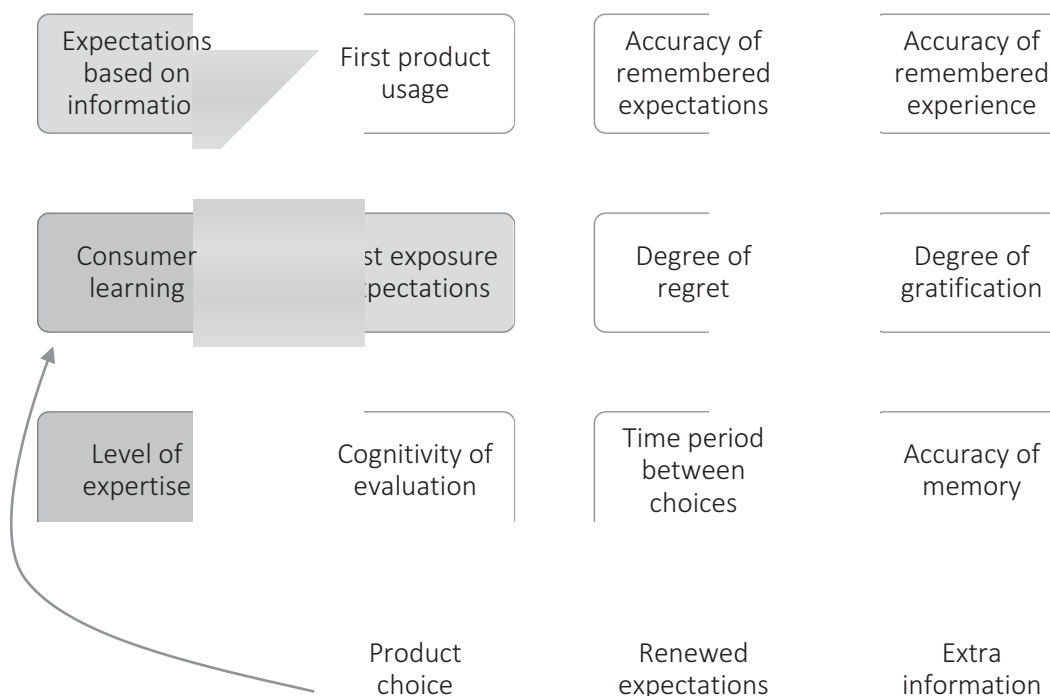 Expectations
based on
informatio
First product
usage
Accuracy of
remembered
expectations
Accuracy of
remembered
experience
Consumer
learning
st exposure
pectations
Degree of
regret
Degree of
gratification
Level of
expertise
Cognitivity of
evaluation
Time period
between
choices
Accuracy of
memory
Product
choice
Renewed
expectations
Extra
information